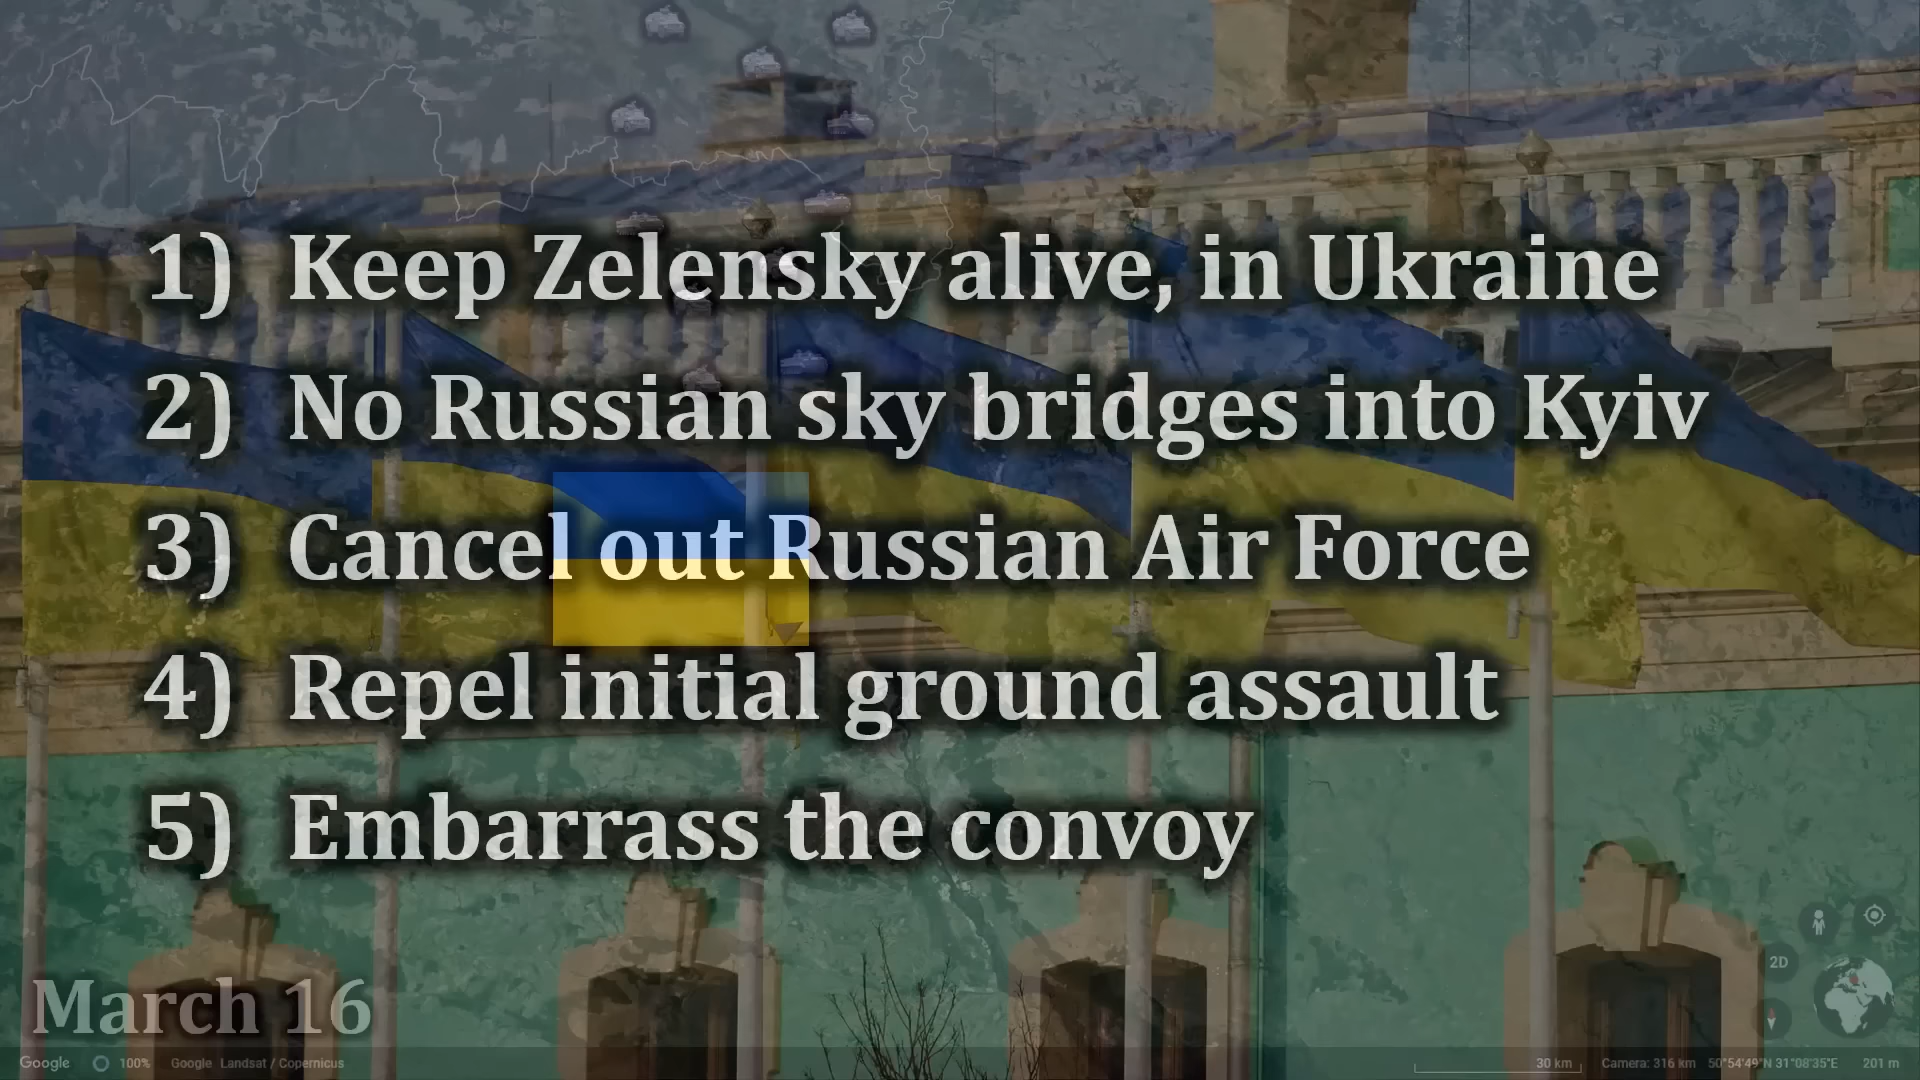 1) Keep Zelensky alive, in Ukraine
2) No Russian sky bridges into Kyiv
3) Cancel out Russian Air Force
4) Repel initial ground assault
5) Embarrass the convoy
March 16
2D
Google 100% Google Landsat / Copernicus 30 km Camera: 316 km 50°54'49"N 31°08'35"E 201 m